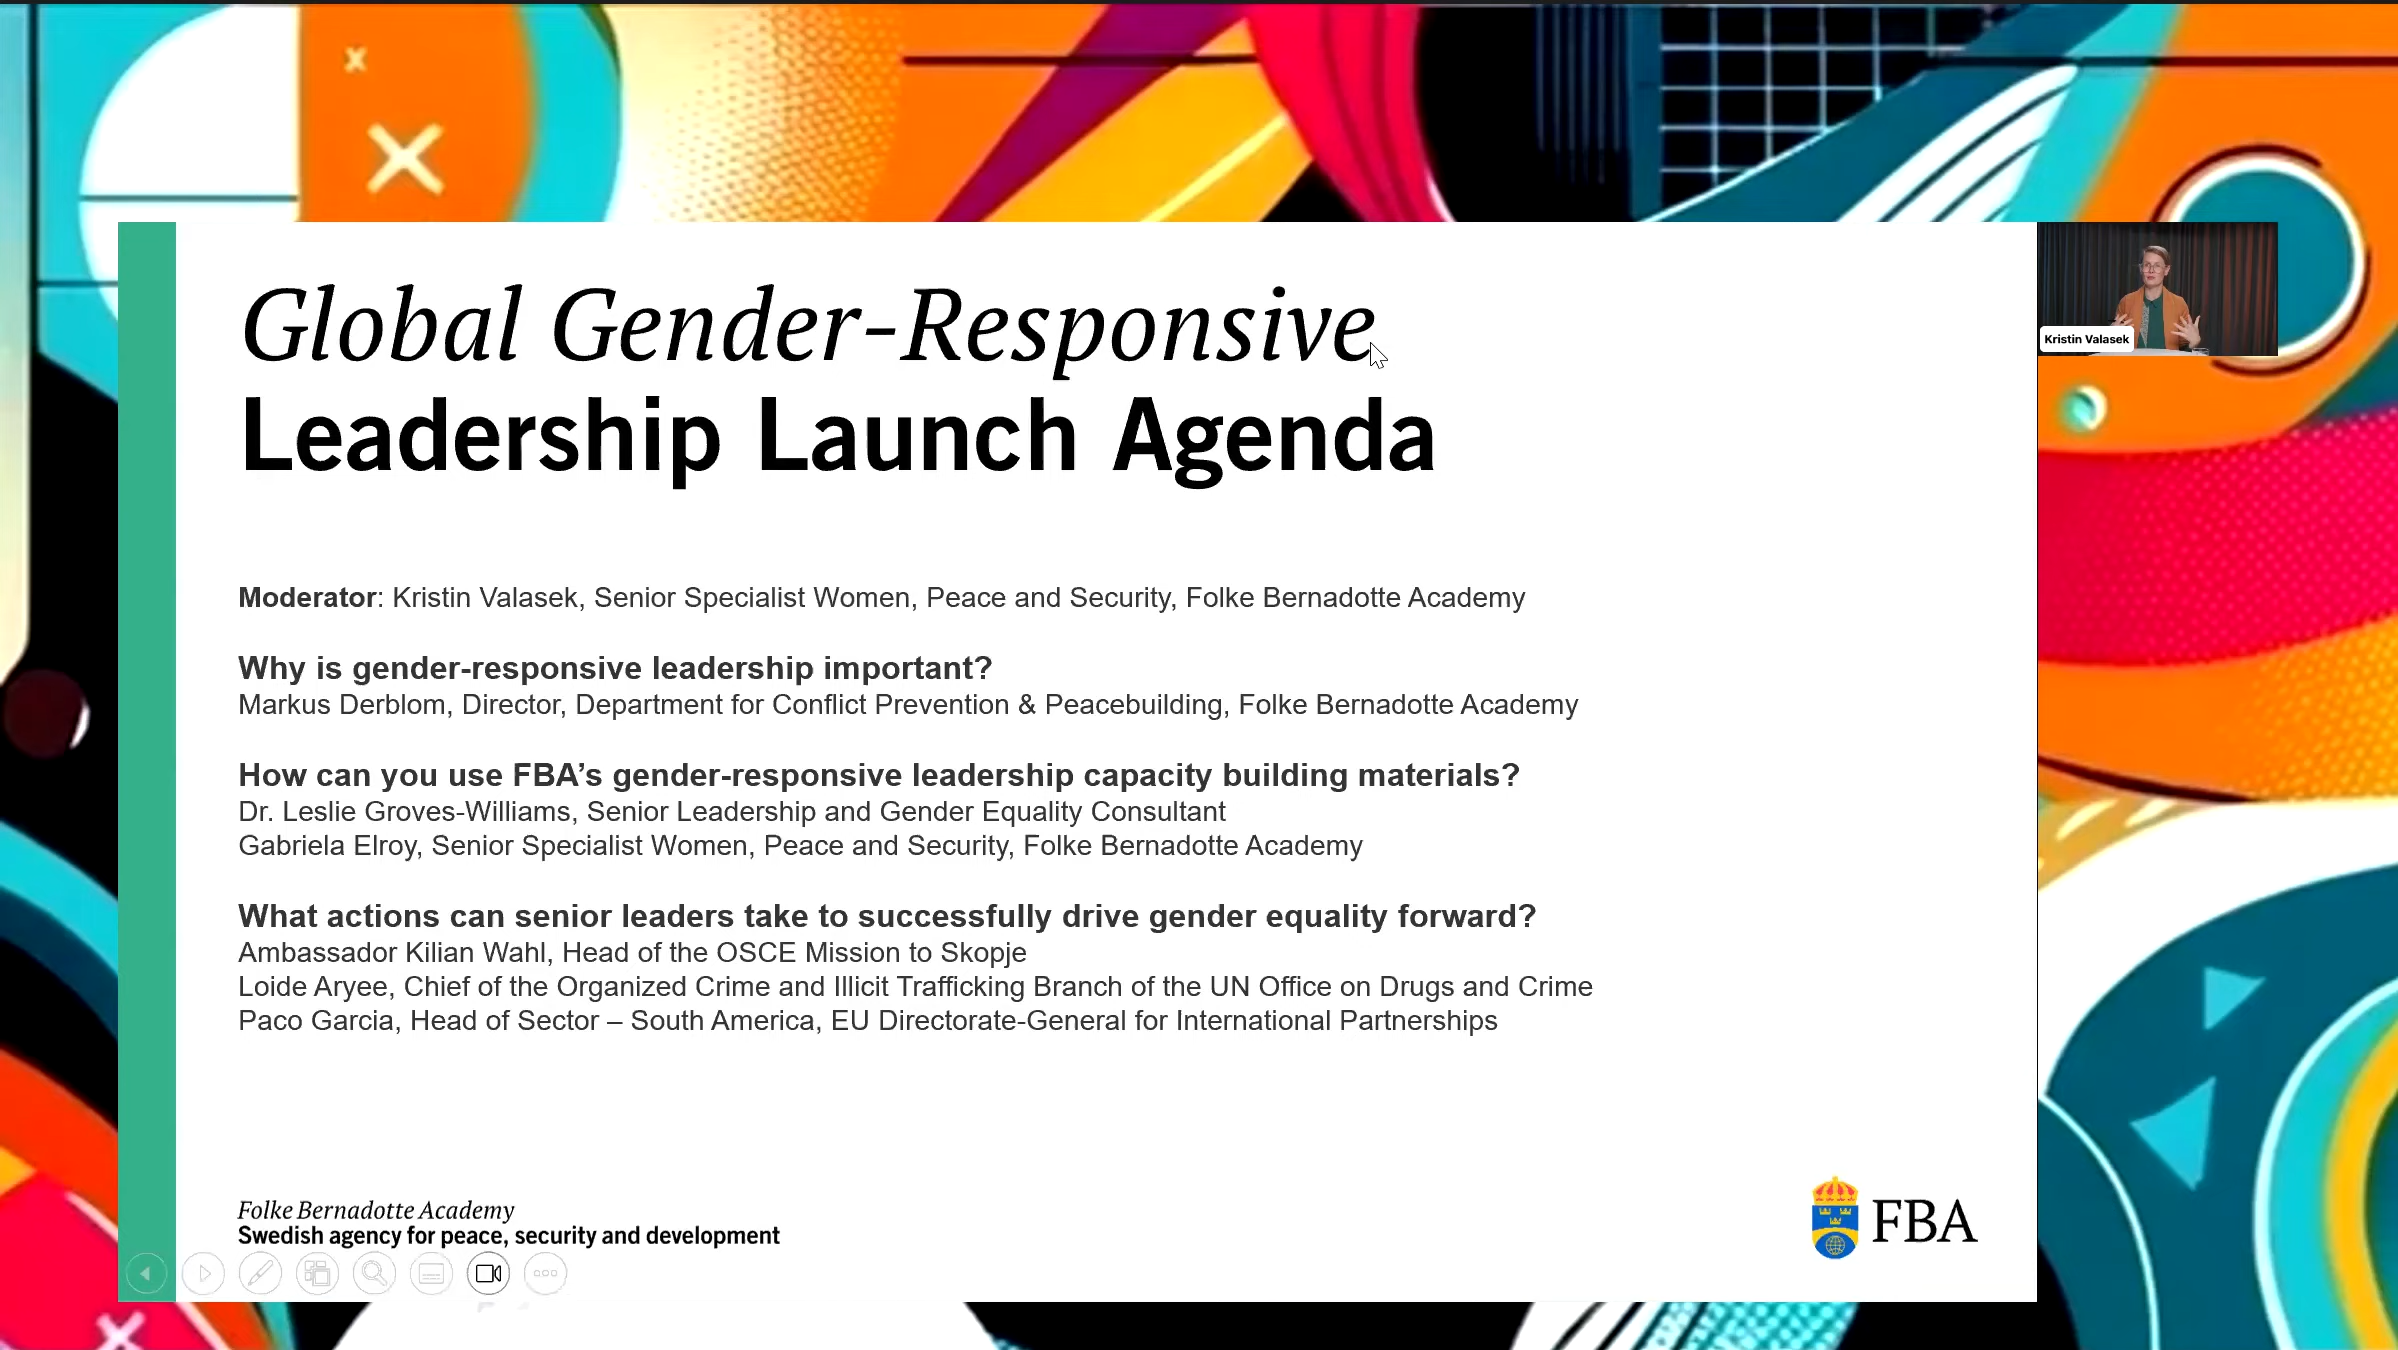 Global Gender-Responsive
Leadership Launch Agenda
Kristin Valasek
Moderator: Kristin Valasek, Senior Specialist Women, Peace and Security, Folke Bernadotte Academy
Why is gender-responsive leadership important?
Markus Derblom, Director, Department for Conflict Prevention & Peacebuilding, Folke Bernadotte Academy
How can you use FBA’s gender-responsive leadership capacity building materials?
Dr. Leslie Groves-Williams, Senior Leadership and Gender Equality Consultant
Gabriela Elroy, Senior Specialist Women, Peace and Security, Folke Bernadotte Academy
What actions can senior leaders take to successfully drive gender equality forward?
Ambassador Kilian Wahl, Head of the OSCE Mission to Skopje
Loide Aryee, Chief of the Organized Crime and Illicit Trafficking Branch of the UN Office on Drugs and Crime
Paco Garcia, Head of Sector – South America, EU Directorate-General for International Partnerships
Folke Bernadotte Academy
Swedish agency for peace, security and development
FBA